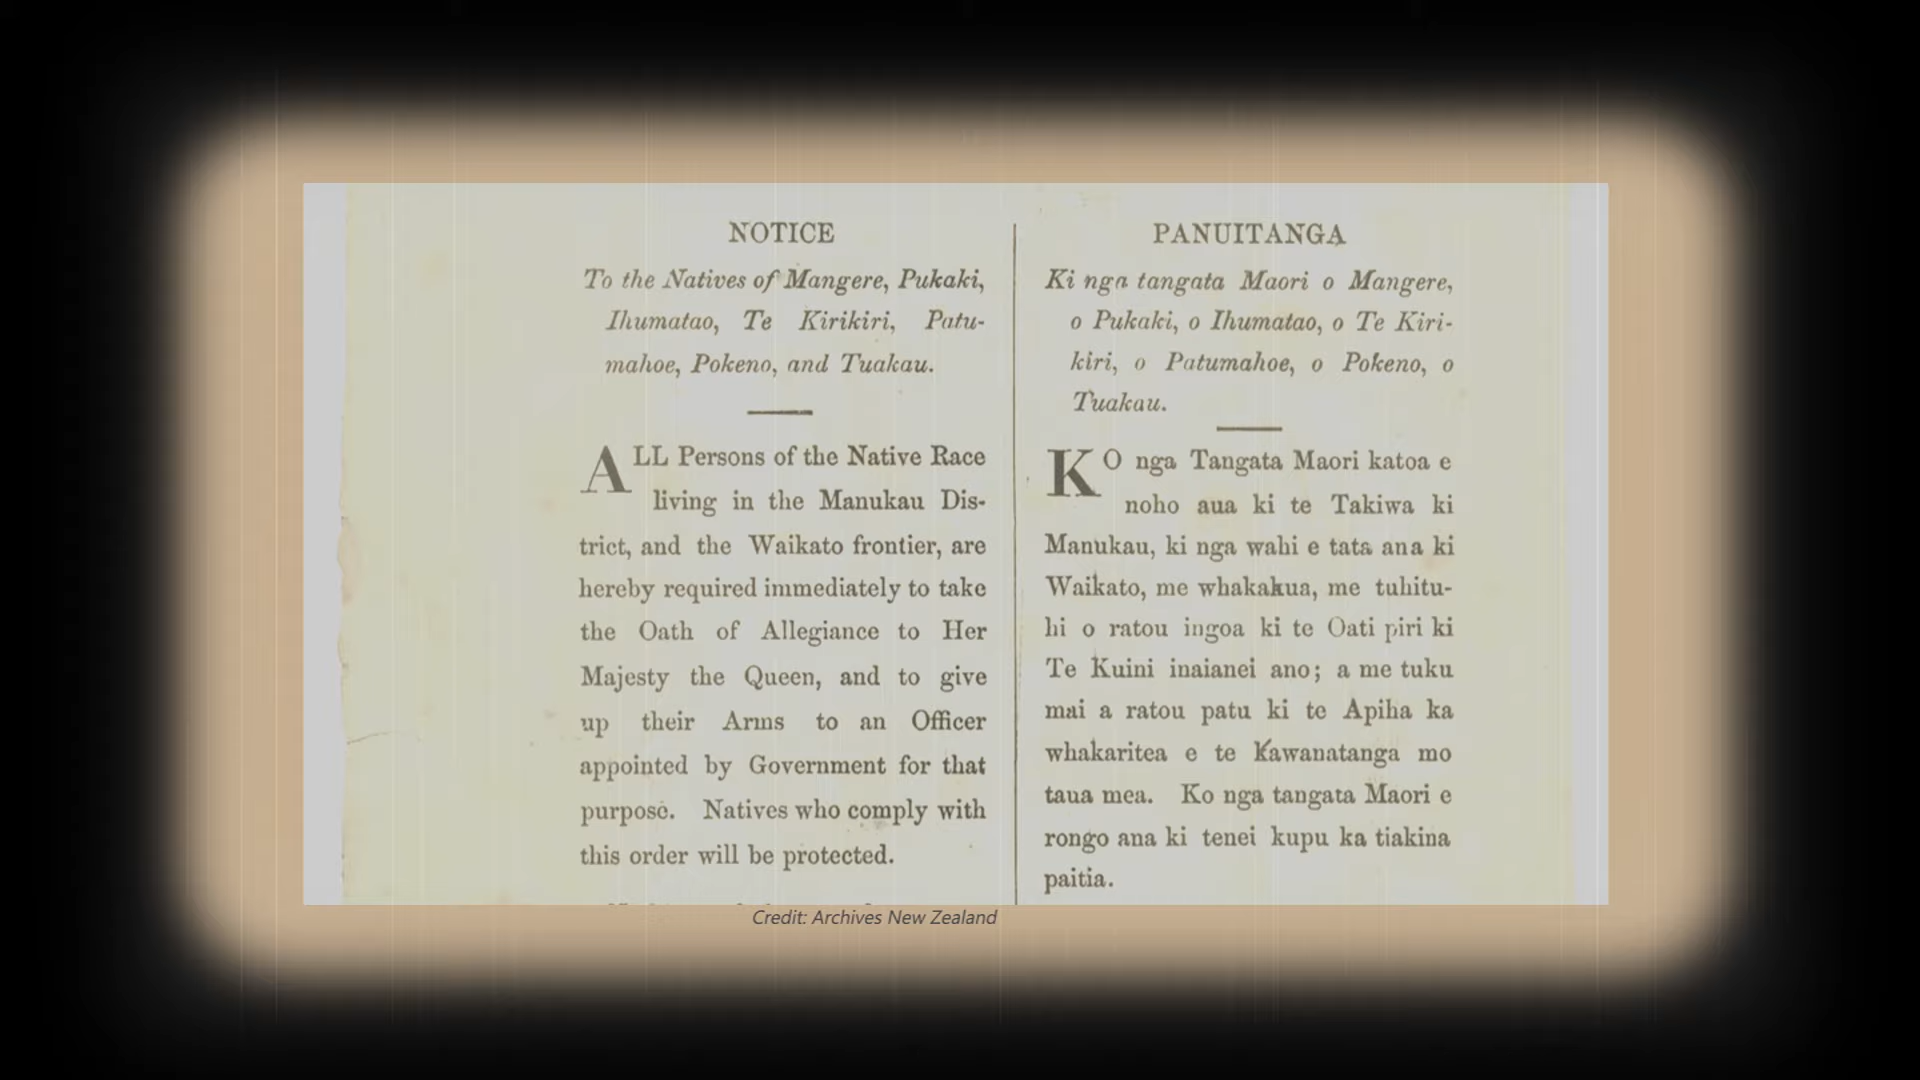 NOTICE
To the Natives of Mangere, Pukaki,
Ihumatao, Te Kirikiri, Patu-
mahoe, Pokeno, and Tuakau.
ALL Persons of the Native Race
living in the Manukau Dis-
trict, and the Waikato frontier, are
hereby required immediately to take
the Oath of Allegiance to Her
Majesty the Queen, and to give
up their Arms to an Officer
appointed by Government for that
purpose. Natives who comply with
this order will be protected.
PANUITANGA
Ki nga tangata Maori o Mangere,
o Pukaki, o Ihumatao, o Te Kiri-
kiri, o Patumahoe, o Pokeno, o
Tuakau.
KO nga Tangata Maori katoa e
noho aua ki te Takiwa ki
Manukau, ki nga wahi e tata ana ki
Waikato, me whakakua, me tuhitu-
hi o ratou ingoa ki te Oati piri ki
Te Kuini inaianei ano; a me tuku
mai a ratou patu ki te Apiha ka
whakaritea e te Kawanatanga mo
taua mea. Ko nga tangata Maori e
rongo ana ki tenei kupu ka tiakina
paitia.
Credit: Archives New Zealand